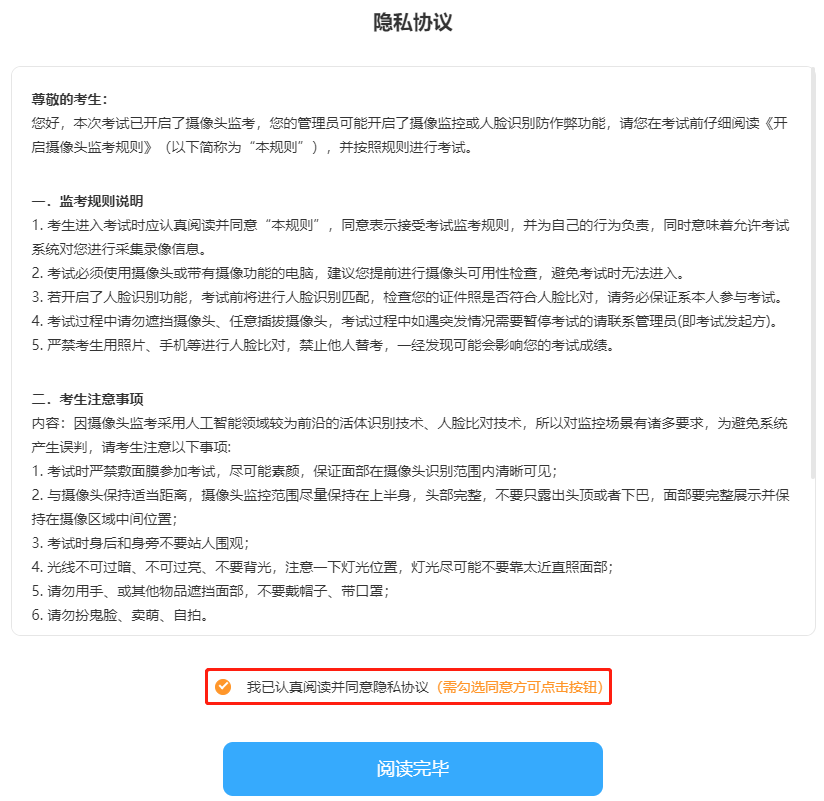 隐私协议
尊敬的考生：
您好，本次考试已开启了摄像头监考，您的管理员可能开启了摄像监控或人脸识别防作弊功能，请您在考试前仔细阅读《开
启摄像头监考规则》（以下简称为“本规则”），并按照规则进行考试。
一．监考规则说明
1. 考生进入考试时应认真阅读并同意“本规则”，同意表示接受考试监考规则，并为自己的行为负责，同时意味着允许考试
系统对您进行采集录像信息。
2. 考试必须使用摄像头或带有摄像功能的电脑，建议您提前进行摄像头可用性检查，避免考试时无法进入。
3. 若开启了人脸识别功能，考试前将进行人脸识别匹配，检查您的证件照是否符合人脸比对，请务必保证系本人参与考试。
4. 考试过程中请勿遮挡摄像头、任意插拔摄像头，考试过程中如遇突发情况需要暂停考试的请联系管理员(即考试发起方)。
5. 严禁考生用照片、手机等进行人脸比对，禁止他人替考，一经发现可能会影响您的考试成绩。
二．考生注意事项
内容：因摄像头监考采用人工智能领域较为前沿的活体识别技术、人脸比对技术，所以对监控场景有诸多要求，为避免系统
产生误判，请考生注意以下事项:
1. 考试时严禁敷面膜参加考试，尽可能素颜，保证面部在摄像头识别范围内清晰可见；
2. 与摄像头保持适当距离，摄像头监控范围尽量保持在上半身，头部完整，不要只露出头顶或者下巴，面部要完整展示并保
持在摄像区域中间位置；
3. 考试时身后和身旁不要站人围观；
4. 光线不可过暗、不可过亮、不要背光，注意一下灯光位置，灯光尽可能不要靠太近直照面部；
5. 请勿用手、或其他物品遮挡面部，不要戴帽子、带口罩；
6. 请勿扮鬼脸、卖萌、自拍。
我已认真阅读并同意隐私协议（需勾选同意方可点击按钮）
阅读完毕